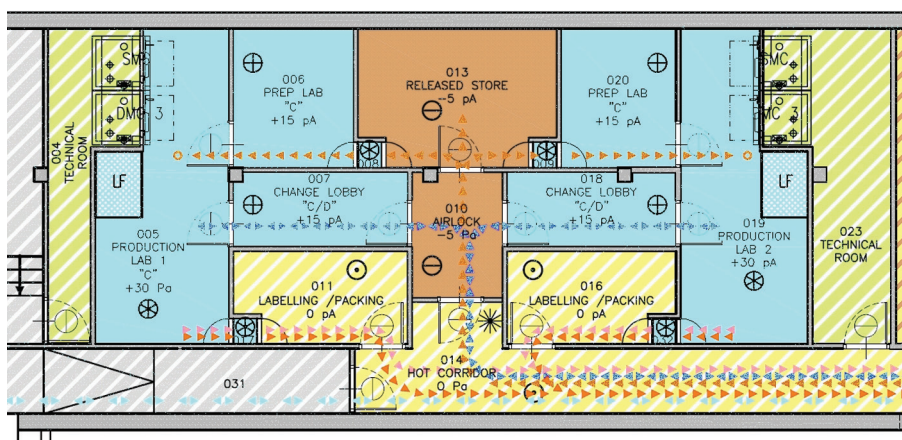 SMC
006
PREP LAB
"C"
+15 pA
013
RELEASED STORE
-5 pA
020
PREP LAB
"C"
+15 pA
SMC
DMC 3
MC 3
004
TECHNICAL
ROOM
008
009
LF
007
CHANGE LOBBY
"C/D"
+15 pA
010
AIRLOCK
-5 Pa
018
CHANGE LOBBY
"C/D"
+15 pA
LF
005
PRODUCTION
LAB 1
"C"
+30 Pa
019
PRODUCTION
LAB 2
+30 pA
023
TECHNICAL
ROOM
011
LABELLING /PACKING
0 pA
016
LABELLING /PACKING
0 pA
014
HOT CORRIDOR
0 Pa
031